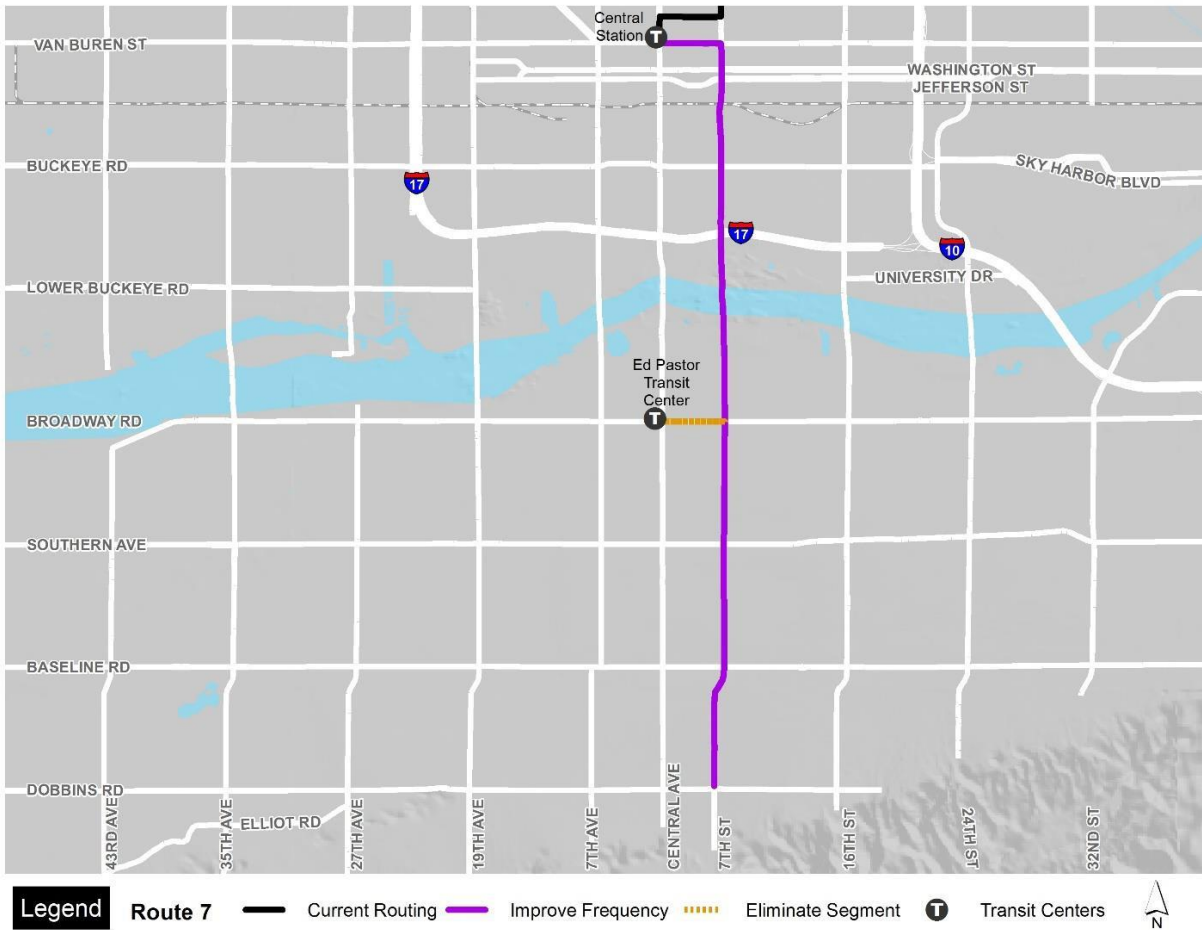 Central
Station
T
VAN BUREN ST
WASHINGTON ST
JEFFERSON ST
BUCKEYE RD
SKY HARBOR BLVD
17
17
10
UNIVERSITY DR
LOWER BUCKEYE RD
Ed Pastor
Transit
Center
T
BROADWAY RD
SOUTHERN AVE
BASELINE RD
DOBBINS RD
ELLIOT RD
43RD AVE
35TH AVE
27TH AVE
19TH AVE
7TH AVE
CENTRAL AVE
7TH ST
16TH ST
24TH ST
32ND ST
Legend Route 7 Current Routing Improve Frequency Eliminate Segment T Transit Centers
N